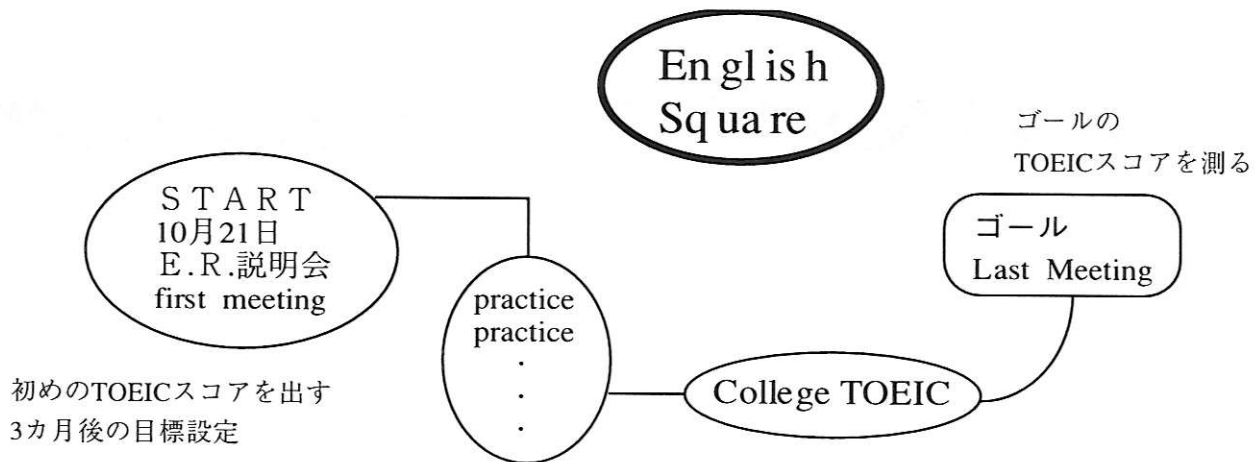 English
Square
ゴールの
TOEICスコアを測る
START
10月21日
E.R.説明会
first meeting
ゴール
Last Meeting
practice
practice
・
・
・
College TOEIC
初めのTOEICスコアを出す
3カ月後の目標設定